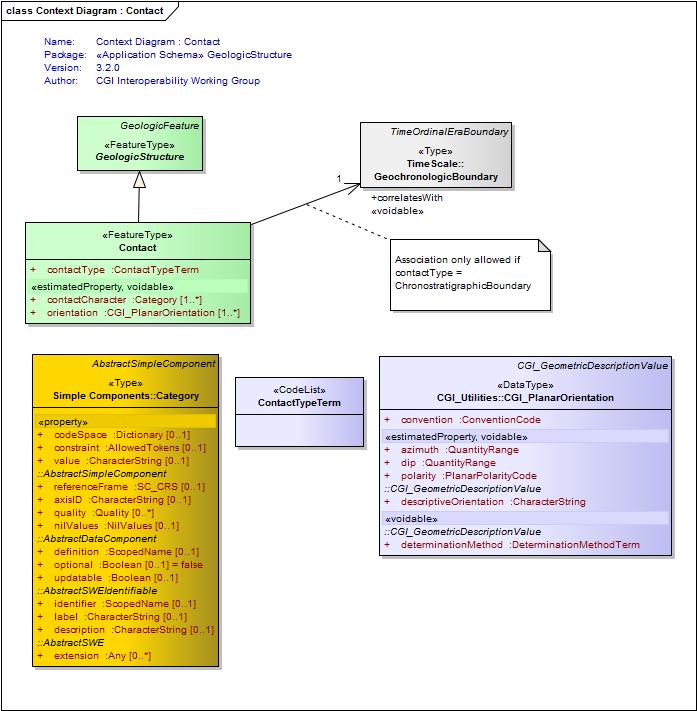 class Context Diagram : Contact
Name: Context Diagram : Contact
Package: «Application Schema» GeologicStructure
Version: 3.2.0
Author: CGI Interoperability Working Group
GeologicFeature
«FeatureType»
GeologicStructure
TimeOrdinalEraBoundary
«Type»
TimeScale::
GeochronologicBoundary
1
+correlatesWith
«voidable»
«FeatureType»
Contact
+ contactType :ContactTypeTerm
«estimatedProperty, voidable»
+ contactCharacter :Category [1..*]
+ orientation :CGI_PlanarOrientation [1..*]
Association only allowed if
contactType =
ChronostratigraphicBoundary
AbstractSimpleComponent
«Type»
Simple Components::Category
«property»
+ codeSpace :Dictionary [0..1]
+ constraint :AllowedTokens [0..1]
+ value :CharacterString [0..1]
::AbstractSimpleComponent
+ referenceFrame :SC_CRS [0..1]
+ axisID :CharacterString [0..1]
+ quality :Quality [0..*]
+ nilValues :NilValues [0..1]
::AbstractDataComponent
+ definition :ScopedName [0..1]
+ optional :Boolean [0..1] = false
+ updatable :Boolean [0..1]
::AbstractSWEIdentifiable
+ identifier :ScopedName [0..1]
+ label :CharacterString [0..1]
+ description :CharacterString [0..1]
::AbstractSWE
+ extension :Any [0..*]
«CodeList»
ContactTypeTerm
CGI_GeometricDescriptionValue
«DataType»
CGI_Utilities::CGI_PlanarOrientation
+ convention :ConventionCode
«estimatedProperty, voidable»
+ azimuth :QuantityRange
+ dip :QuantityRange
+ polarity :PlanarPolarityCode
::CGI_GeometricDescriptionValue
+ descriptiveOrientation :CharacterString
«voidable»
::CGI_GeometricDescriptionValue
+ determinationMethod :DeterminationMethodTerm